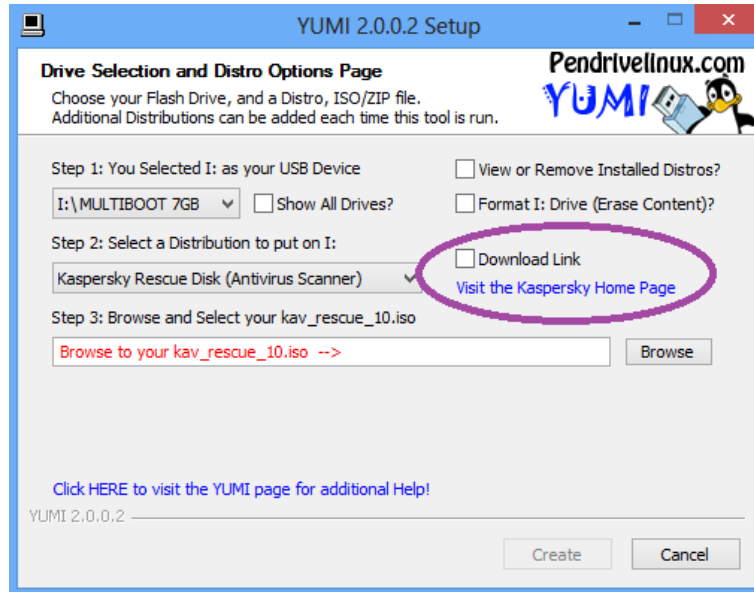 YUMI 2.0.0.2 Setup
Drive Selection and Distro Options Page
Choose your Flash Drive, and a Distro, ISO/ZIP file.
Additional Distributions can be added each time this tool is run.
Pendrivelinux.com
YUMI
Step 1: You Selected I: as your USB Device
View or Remove Installed Distros?
I:\MULTIBOOT 7GB
Show All Drives?
Format I: Drive (Erase Content)?
Step 2: Select a Distribution to put on I:
Download Link
Kaspersky Rescue Disk (Antivirus Scanner)
Visit the Kaspersky Home Page
Step 3: Browse and Select your kav_rescue_10.iso
Browse to your kav_rescue_10.iso -->
Browse
Click HERE to visit the YUMI page for additional Help!
YUMI 2.0.0.2
Create
Cancel